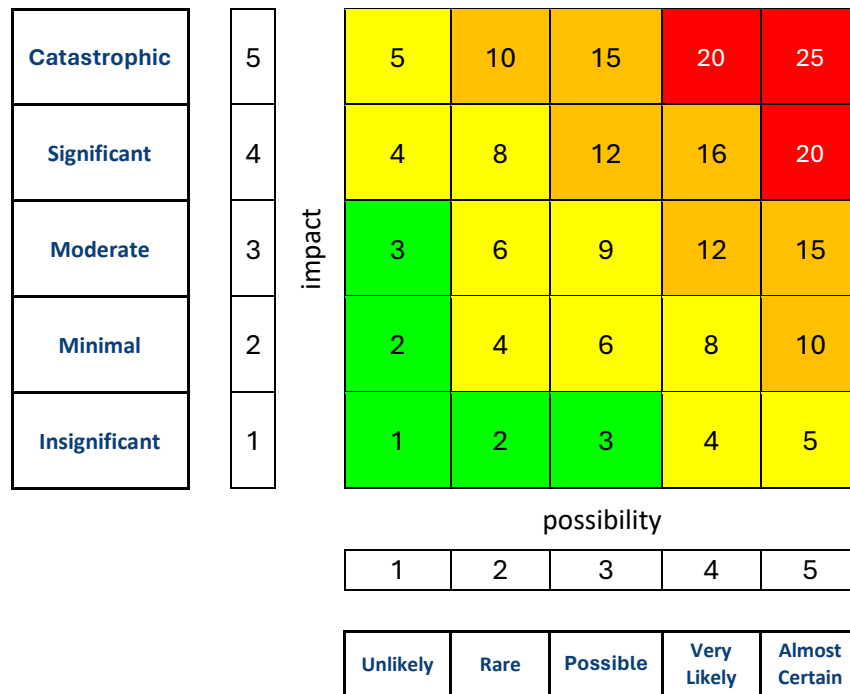 Catastrophic 5 5 10 15 20 25
Significant 4 4 8 12 16 20
impact
Moderate 3 3 6 9 12 15
Minimal 2 2 4 6 8 10
Insignificant 1 1 2 3 4 5
possibility
1 2 3 4 5
Unlikely Rare Possible Very Likely Almost Certain